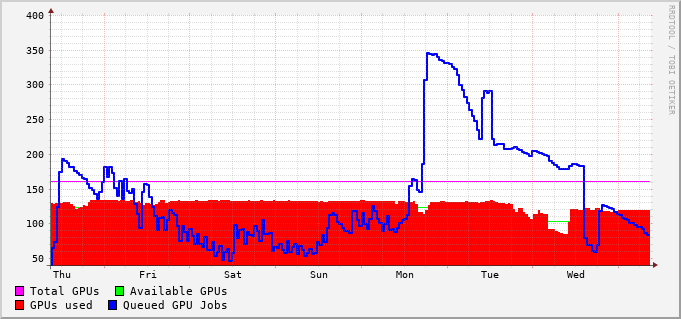 400
350
300
250
200
150
100
50
Thu Fri Sat Sun Mon Tue Wed
Total GPUs Available GPUs
GPUs used Queued GPU Jobs
RRDTOOL / TOBI OETIKER